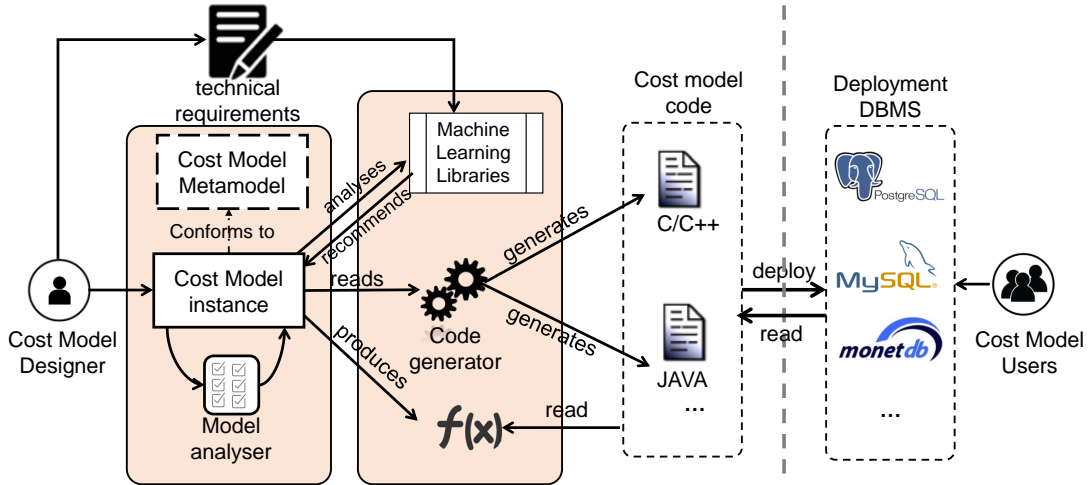 technical
requirements
Cost Model
Metamodel
Conforms to
Cost Model
instance
Cost Model
Designer
Model
analyser
Machine
Learning
Libraries
analyses
recommends
reads
produces
Code
generator
f(x)
generates
generates
read
Cost model
code
C/C++
JAVA
...
deploy
read
Deployment
DBMS
PostgreSQL
MySQL®
monetdb
...
Cost Model
Users